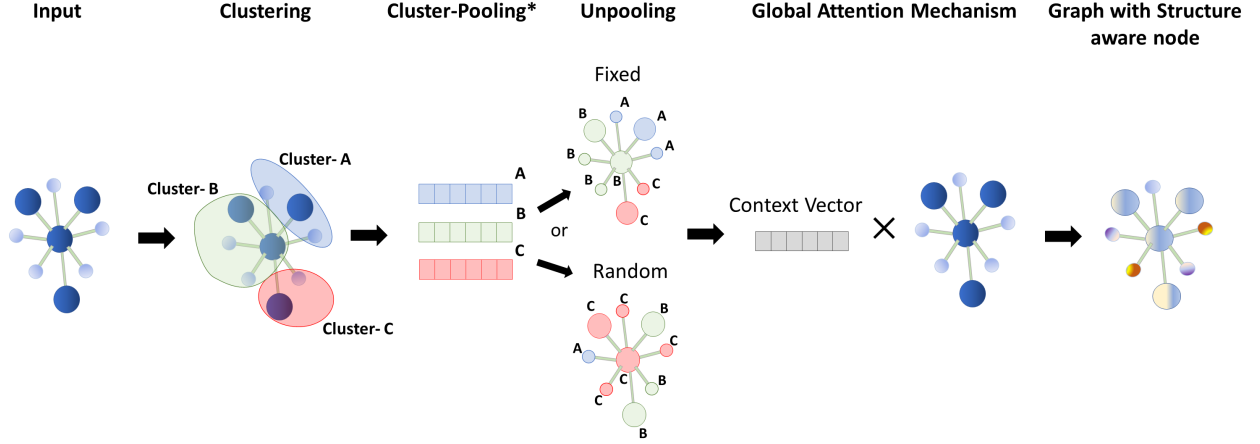 Input
Clustering
Cluster-Pooling*
Unpooling
Global Attention Mechanism
Graph with Structure
aware node
Cluster- A
Cluster- B
Cluster- C
A
B
C
or
Fixed
A
B
A
B
A
B
B
C
C
Random
C
C
B
A
C
C
B
C
B
Context Vector
×